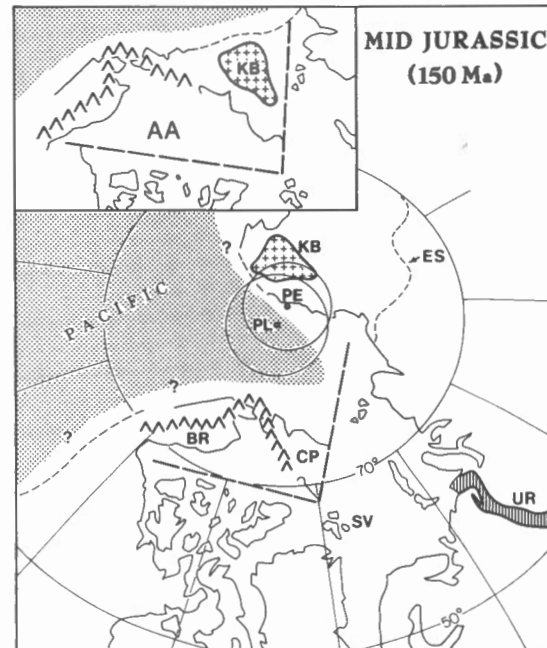 MID JURASSIC
(150 Ma)
KB
AA
KB
ES
?
PE
PL
PACIFIC
?
?
BR
CP
70°
UR
SV
50°